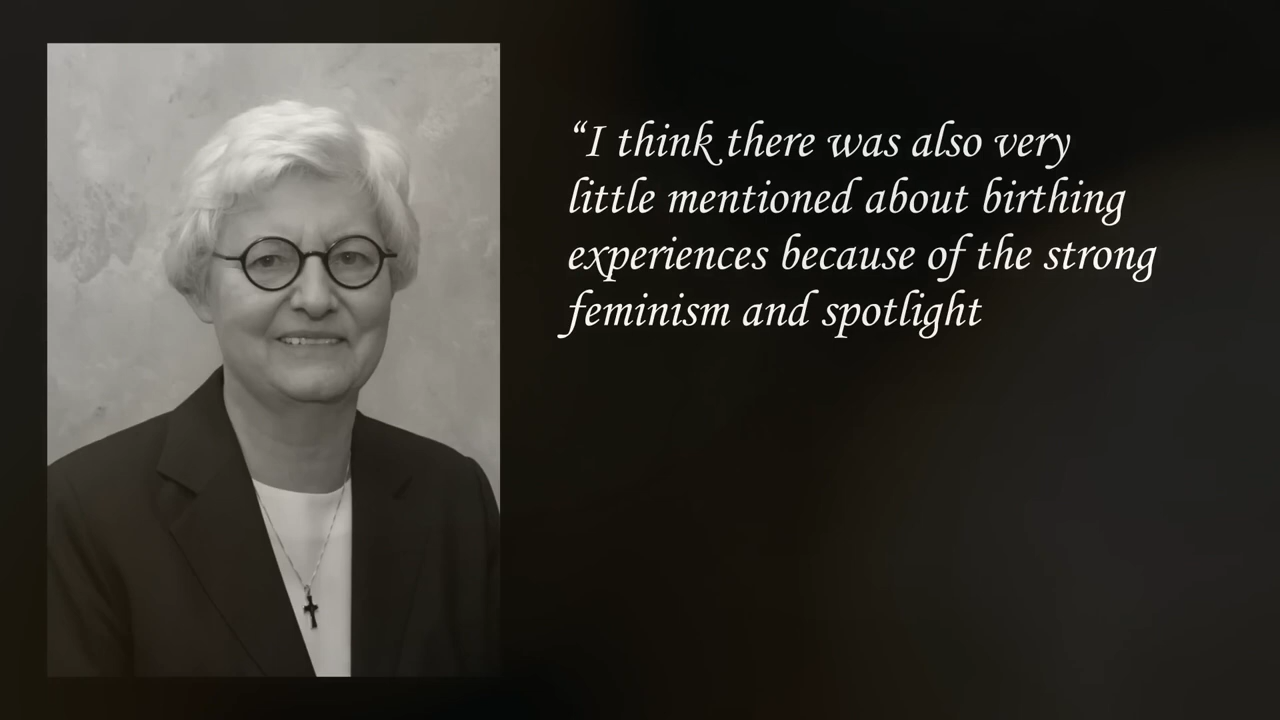 “I think there was also very
little mentioned about birthing
experiences because of the strong
feminism and spotlight